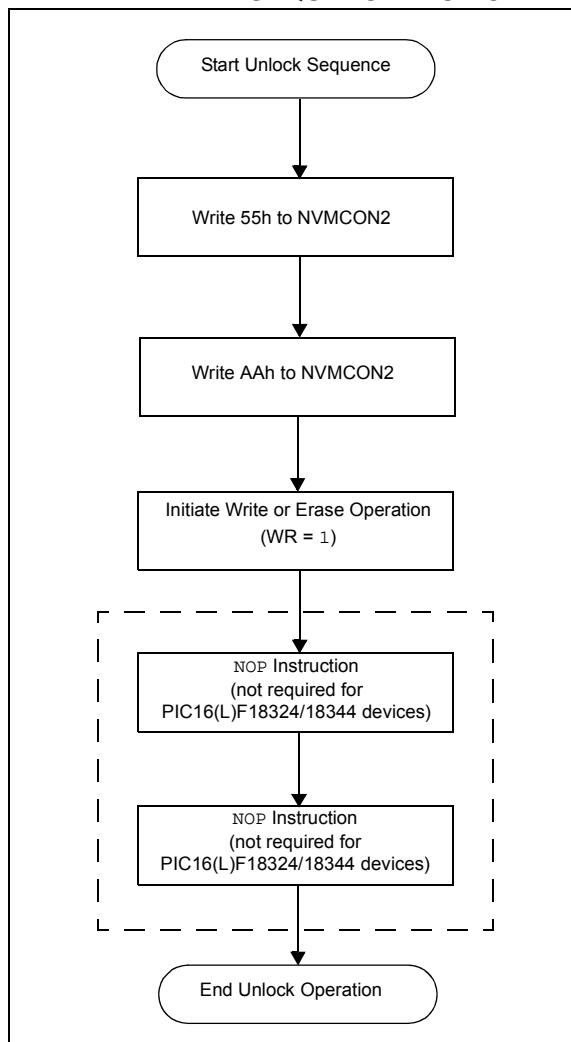 Start Unlock Sequence
Write 55h to NVMCON2
Write AAh to NVMCON2
Initiate Write or Erase Operation
(WR = 1)
NOP Instruction
(not required for
PIC16(L)F18324/18344 devices)
NOP Instruction
(not required for
PIC16(L)F18324/18344 devices)
End Unlock Operation